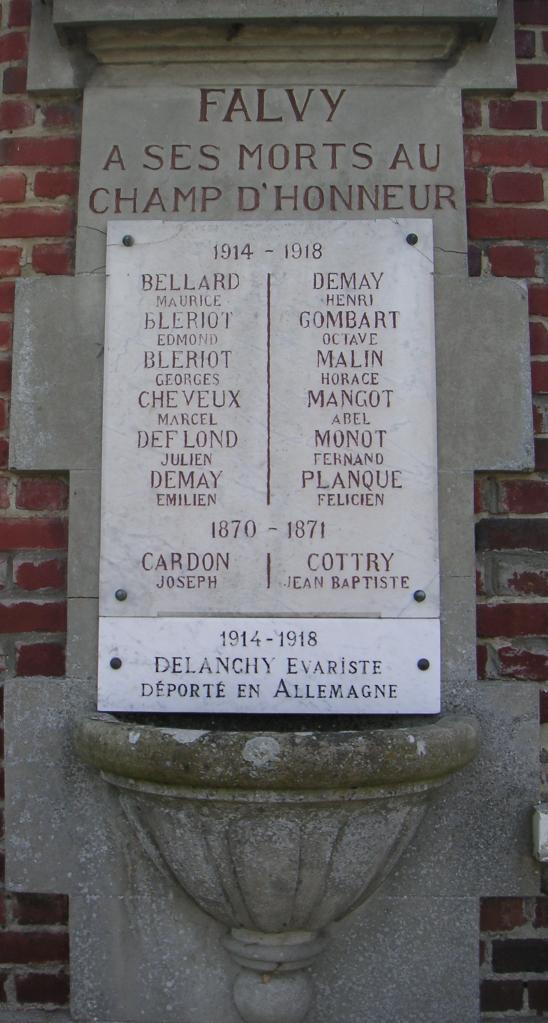 FALVY
A SES MORTS AU
CHAMP D'HONNEUR
1914 - 1918
BELLARD
MAURICE
BLERIOT
EDMOND
BLERIOT
GEORGES
CHEVEUX
MARCEL
DEFLOND
JULIEN
DEMAY
EMILIEN
DEMAY
HENRI
GOMBART
OCTAVE
MALIN
HORACE
MANGOT
ABEL
MONOT
FERNAND
PLANQUE
FELICIEN
1870 - 1871
CARDON
JOSEPH
COTTRY
JEAN BAPTISTE
1914-1918
DELANCHY EVARISTE
DÉPORTÉ EN ALLEMAGNE